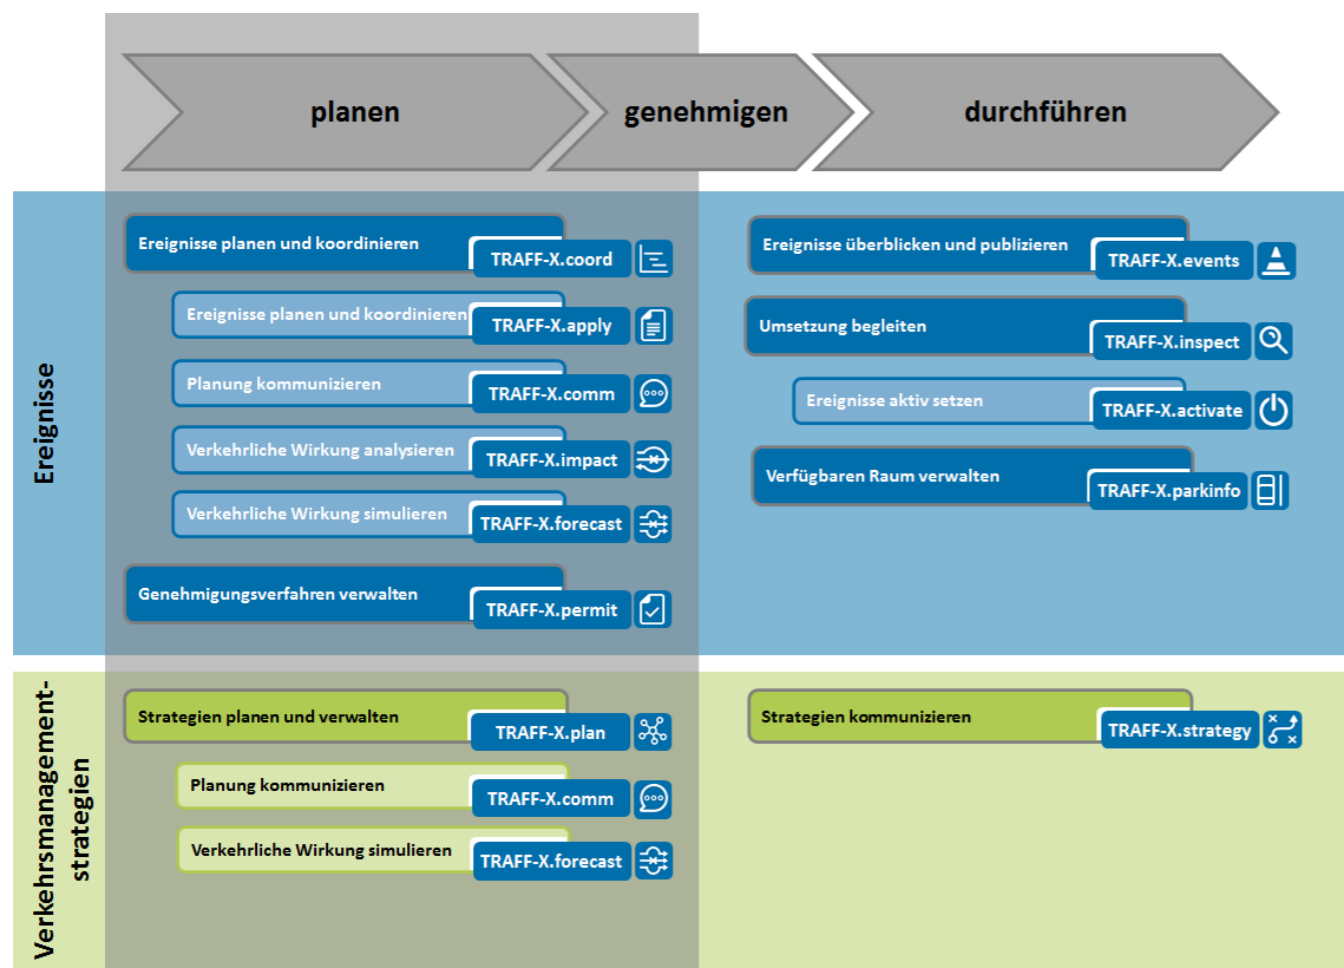 planen
genehmigen
durchführen
Ereignisse
Ereignisse planen und koordinieren
TRAFF-X.coord
Ereignisse planen und koordinieren
TRAFF-X.apply
Planung kommunizieren
TRAFF-X.comm
Verkehrliche Wirkung analysieren
TRAFF-X.impact
Verkehrliche Wirkung simulieren
TRAFF-X.forecast
Genehmigungsverfahren verwalten
TRAFF-X.permit
Ereignisse überblicken und publizieren
TRAFF-X.events
Umsetzung begleiten
TRAFF-X.inspect
Ereignisse aktiv setzen
TRAFF-X.activate
Verfügbaren Raum verwalten
TRAFF-X.parkinfo
Verkehrsmanagement-
strategien
Strategien planen und verwalten
TRAFF-X.plan
Planung kommunizieren
TRAFF-X.comm
Verkehrliche Wirkung simulieren
TRAFF-X.forecast
Strategien kommunizieren
TRAFF-X.strategy